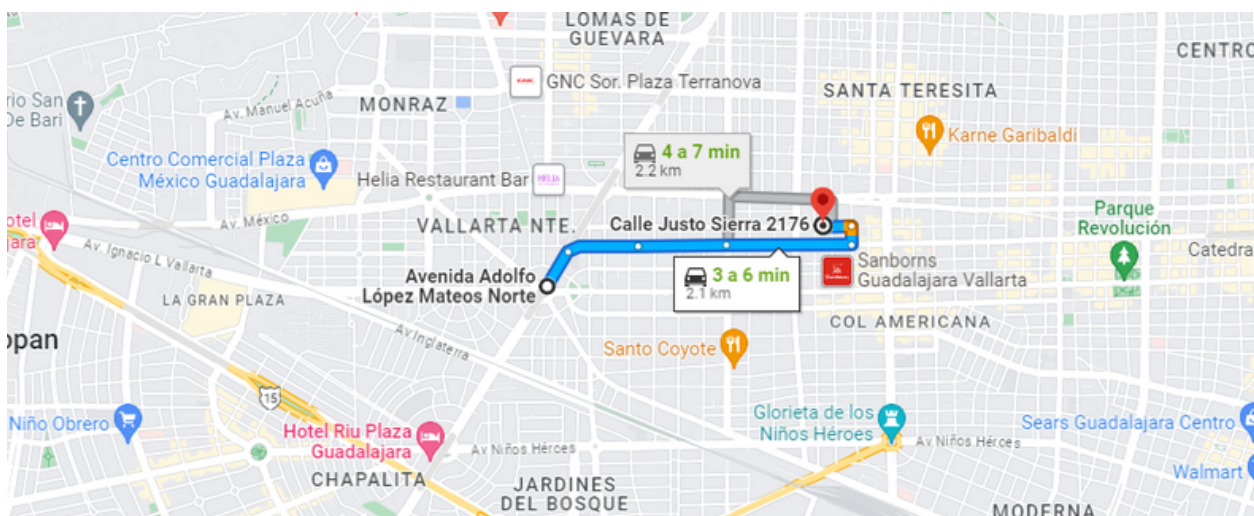 LOMAS DE
GUEVARA
CENTRO
GNC
GNC Sor. Plaza Terranova
rio San
De Bari
Av. Manuel Acuña
MONRAZ
SANTA TERESITA
Karne Garibaldi
Centro Comercial Plaza
México Guadalajara
4 a 7 min
2.2 km
Helia Restaurant Bar
HELIA
otel
jara
Av. México
VALLARTA NTE.
Calle Justo Sierra 2176
Parque
Revolución
Catedra
Av. Ignacio L Vallarta
Avenida Adolfo
López Mateos Norte
3 a 6 min
2.1 km
Sanborns
Guadalajara Vallarta
LA GRAN PLAZA
COL AMERICANA
opan
Av Inglaterra
Santo Coyote
15
Niño Obrero
Glorieta de los
Niños Héroes
Sears Guadalajara Centro
Hotel Riu Plaza
Guadalajara
Av Niños Héroes
Av Niños Héroes
Walmart
CHAPALITA
JARDINES
DEL BOSQUE
MODERNA